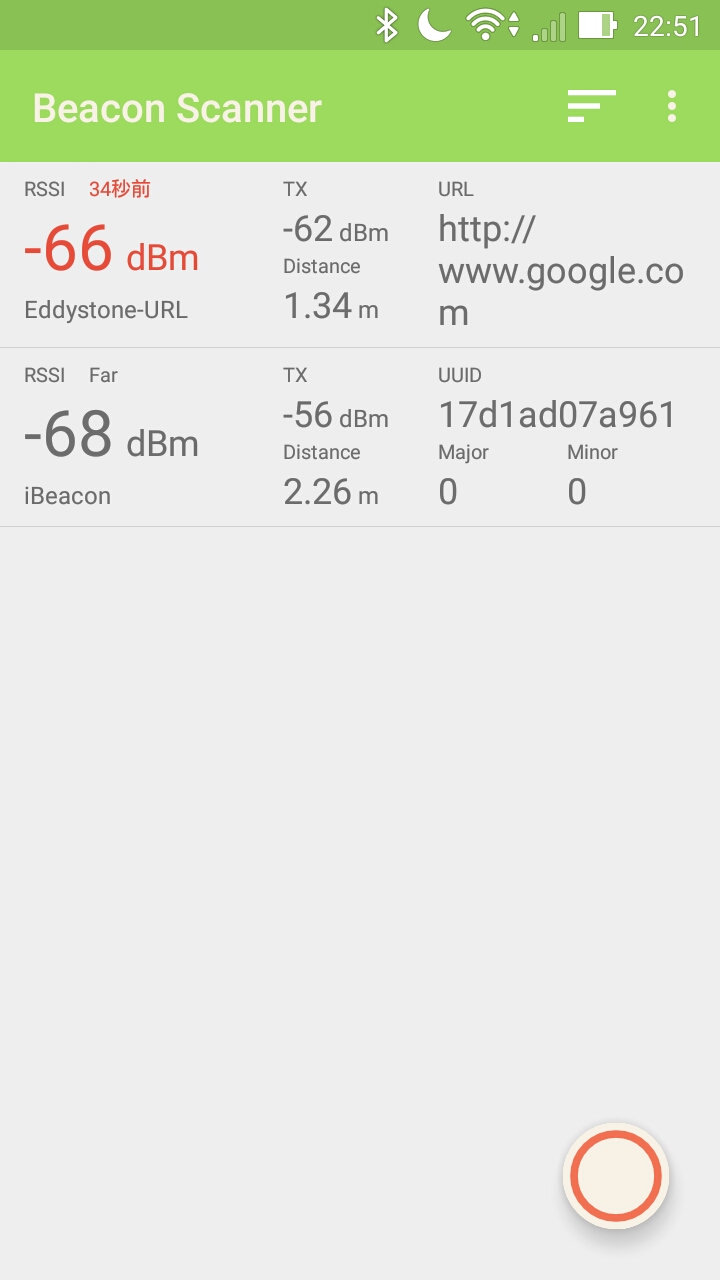 22:51
Beacon Scanner
RSSI 34秒前
-66 dBm
Eddystone-URL
TX
-62 dBm
Distance
1.34 m
URL
http://
www.google.co
m
RSSI Far
-68 dBm
iBeacon
TX
-56 dBm
Distance
2.26 m
UUID
17d1ad07a961
Major Minor
0 0